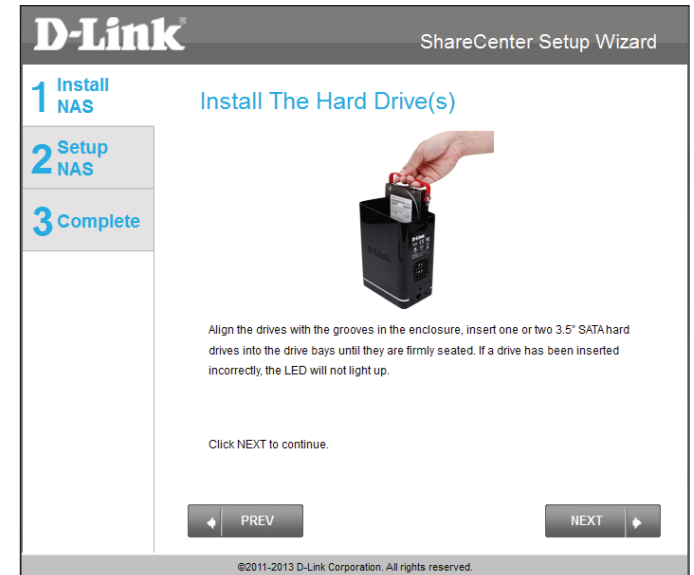 D-Link®
ShareCenter Setup Wizard
1 Install
NAS
2 Setup
NAS
3 Complete
Install The Hard Drive(s)
D-Link
Align the drives with the grooves in the enclosure, insert one or two 3.5" SATA hard
drives into the drive bays until they are firmly seated. If a drive has been inserted
incorrectly, the LED will not light up.
Click NEXT to continue.
PREV
NEXT
©2011-2013 D-Link Corporation. All rights reserved.